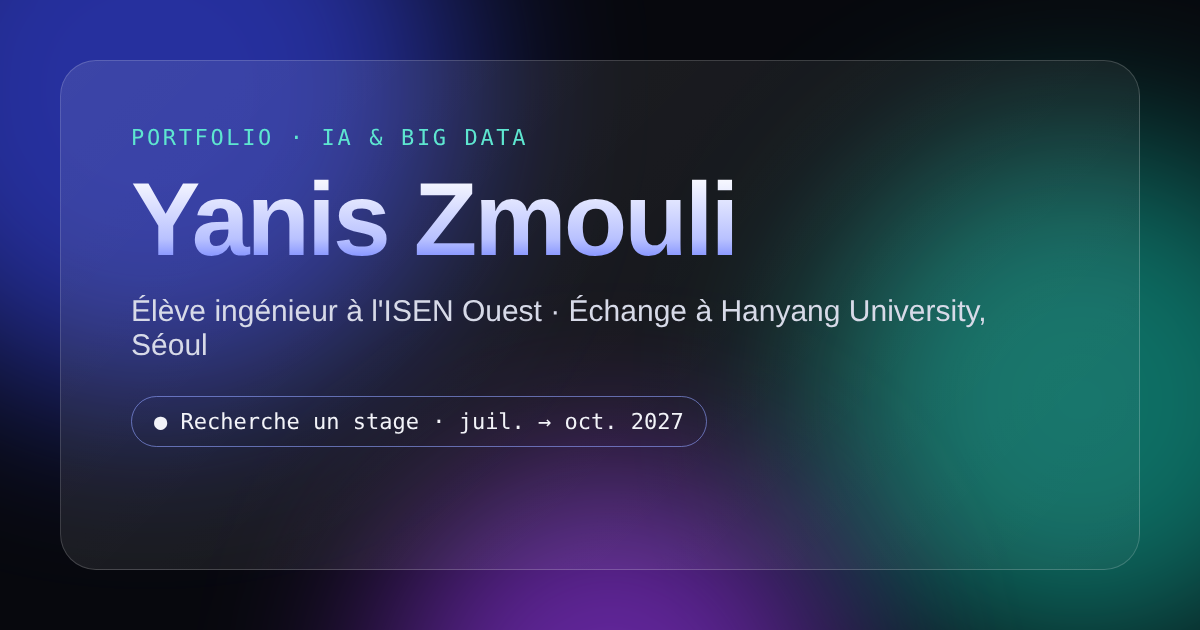 PORTFOLIO · IA & BIG DATA
Yanis Zmouli
Élève ingénieur à l'ISEN Ouest · Échange à Hanyang University,
Séoul
● Recherche un stage · juil. → oct. 2027